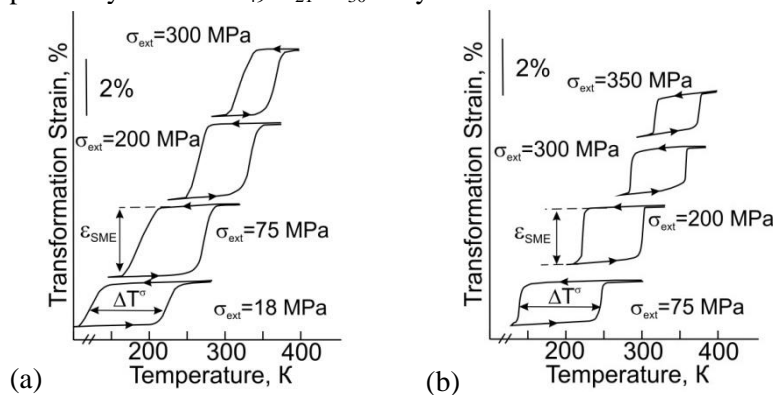 σext=300 MPa
2%
σext=200 MPa
εSME
σext=75 MPa
ΔTσ
σext=18 MPa
Transformation Strain, %
200 300 400
Temperature, K
(a)
2%
σext=350 MPa
σext=300 MPa
εSME
σext=200 MPa
ΔTσ
σext=75 MPa
Transformation Strain, %
200 300 400
Temperature, K
(b)